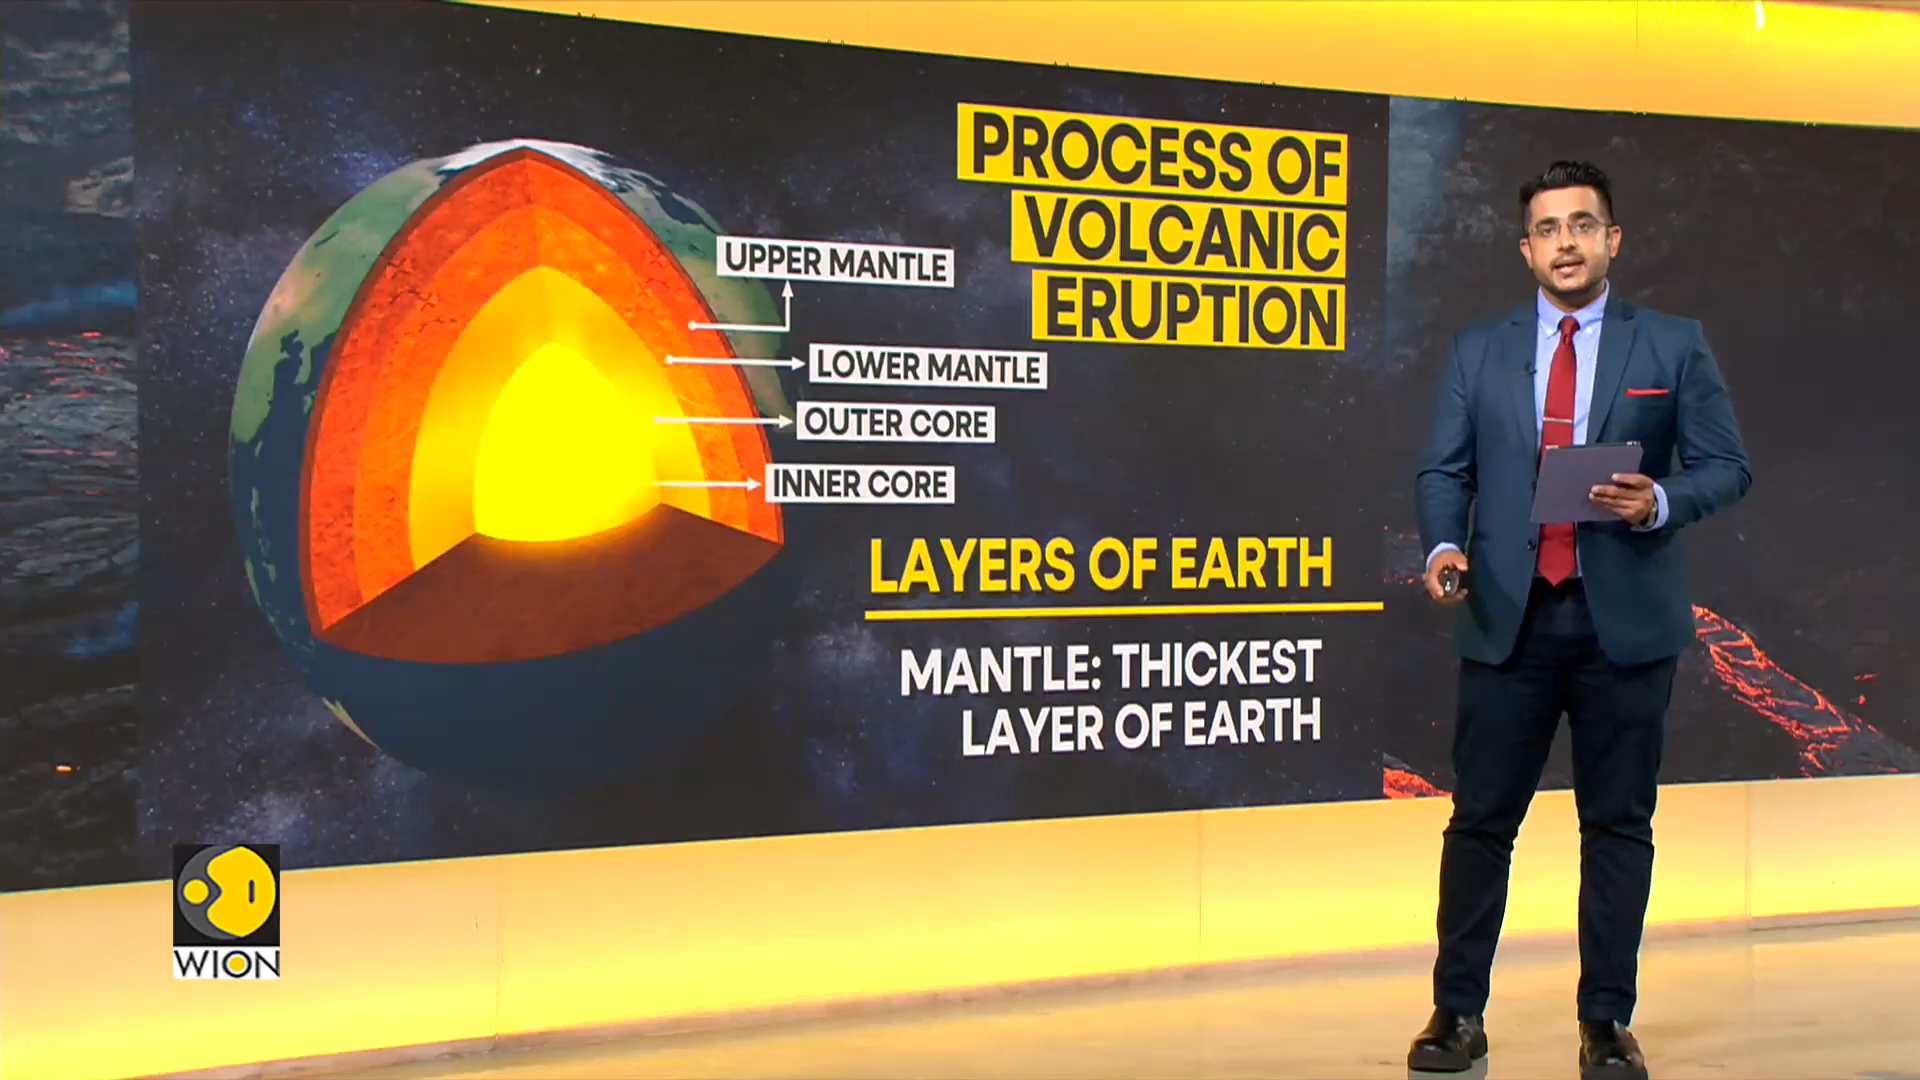 PROCESS OF
VOLCANIC
ERUPTION
UPPER MANTLE
LOWER MANTLE
OUTER CORE
INNER CORE
LAYERS OF EARTH
MANTLE: THICKEST
LAYER OF EARTH
WION